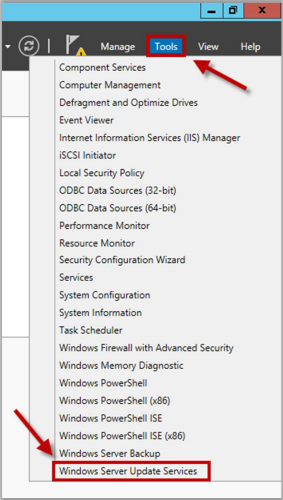 Manage Tools View Help
Component Services
Computer Management
Defragment and Optimize Drives
Event Viewer
Internet Information Services (IIS) Manager
iSCSI Initiator
Local Security Policy
ODBC Data Sources (32-bit)
ODBC Data Sources (64-bit)
Performance Monitor
Resource Monitor
Security Configuration Wizard
Services
System Configuration
System Information
Task Scheduler
Windows Firewall with Advanced Security
Windows Memory Diagnostic
Windows PowerShell
Windows PowerShell (x86)
Windows PowerShell ISE
Windows PowerShell ISE (x86)
Windows Server Backup
Windows Server Update Services